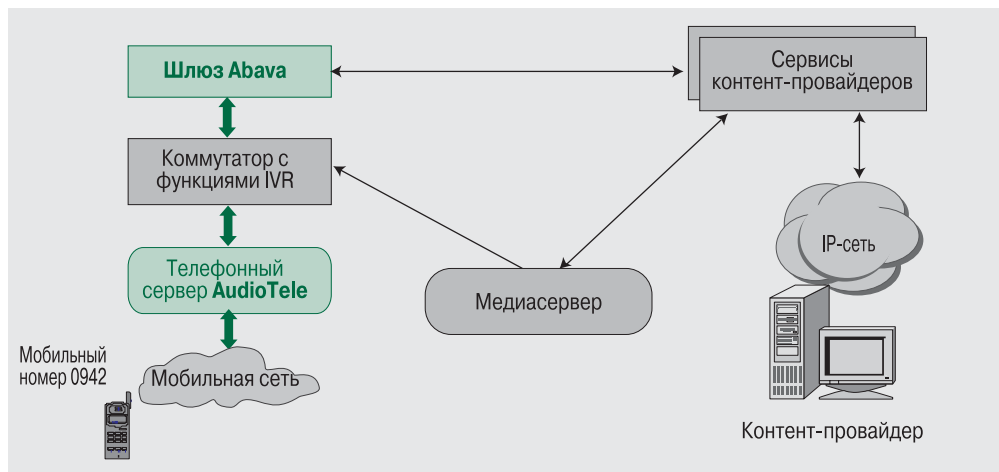 Шлюз Abava
Сервисы
контент-провайдеров
Коммутатор с
функциями IVR
IP-сеть
Телефонный
сервер AudioTele
Медиасервер
Мобильный
номер 0942
Мобильная сеть
Контент-провайдер